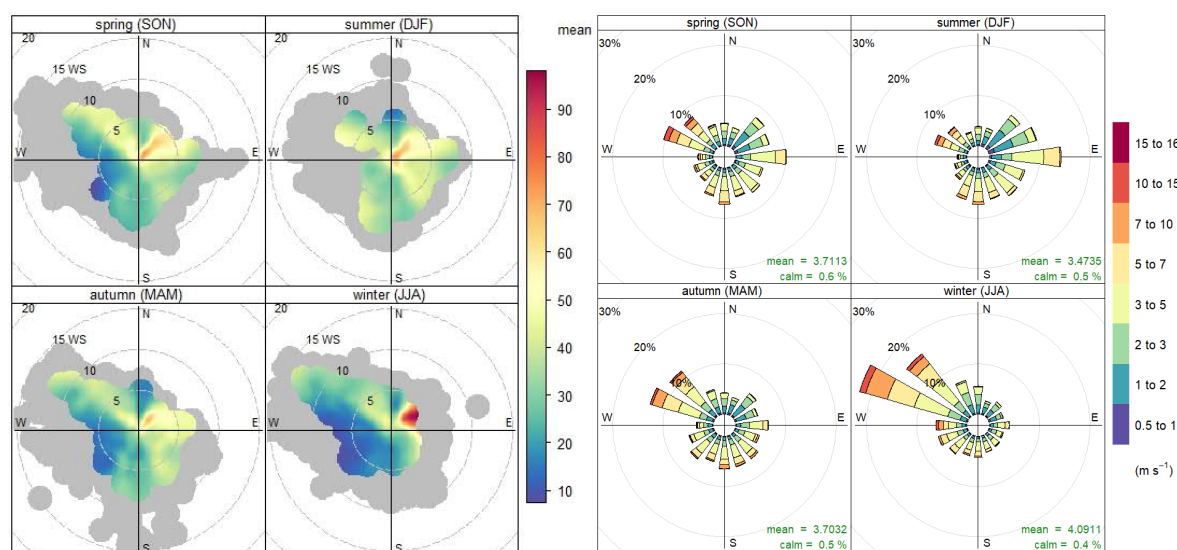 spring (SON)
20
N
15 WS
10
5
W
E
S
summer (DJF)
N
15 WS
10
5
E
S
mean
90
80
70
60
50
40
30
20
10
autumn (MAM)
20
N
15 WS
10
5
W
E
S
winter (JJA)
N
15 WS
10
5
E
S
spring (SON)
30%
N
20%
10%
W
E
S
mean = 3.7113
calm = 0.6 %
summer (DJF)
30%
N
20%
10%
W
E
S
mean = 3.4735
calm = 0.5 %
autumn (MAM)
30%
N
20%
10%
W
E
S
mean = 3.7032
calm = 0.5 %
winter (JJA)
30%
N
20%
10%
W
E
S
mean = 4.0911
calm = 0.4 %
15 to 16
10 to 15
7 to 10
5 to 7
3 to 5
2 to 3
1 to 2
0.5 to 1
(m s⁻¹)